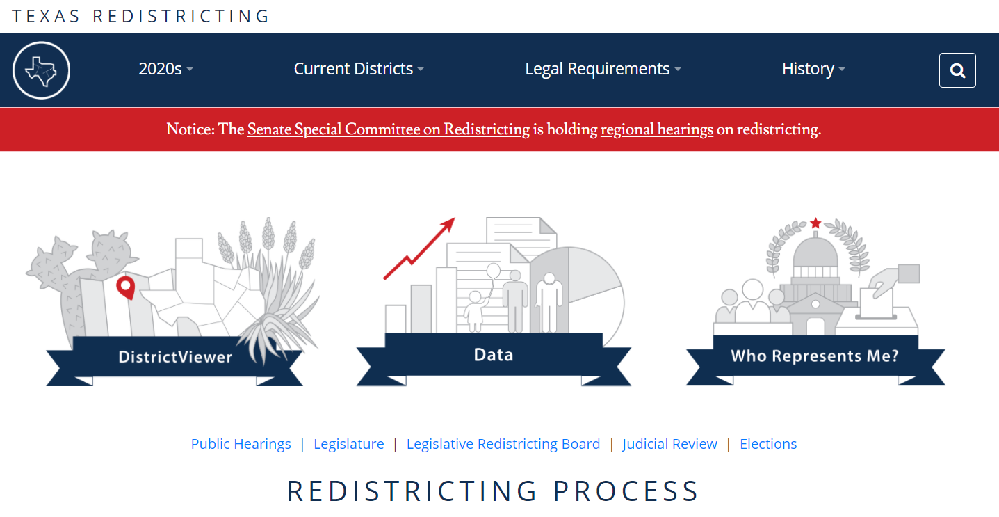 TEXAS REDISTRICTING
2020s Current Districts Legal Requirements History
Notice: The Senate Special Committee on Redistricting is holding regional hearings on redistricting.
DistrictViewer Data Who Represents Me?
Public Hearings | Legislature | Legislative Redistricting Board | Judicial Review | Elections
REDISTRICTING PROCESS